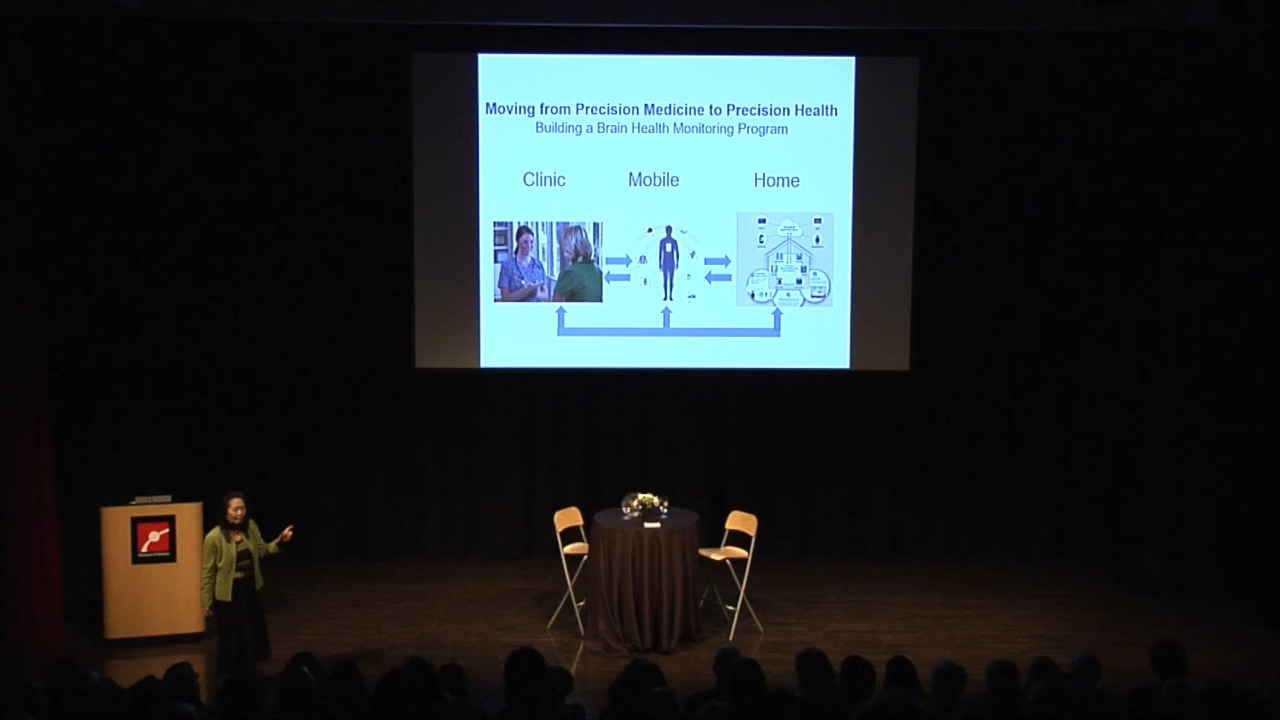 Moving from Precision Medicine to Precision Health
Building a Brain Health Monitoring Program
Clinic
Mobile
Home